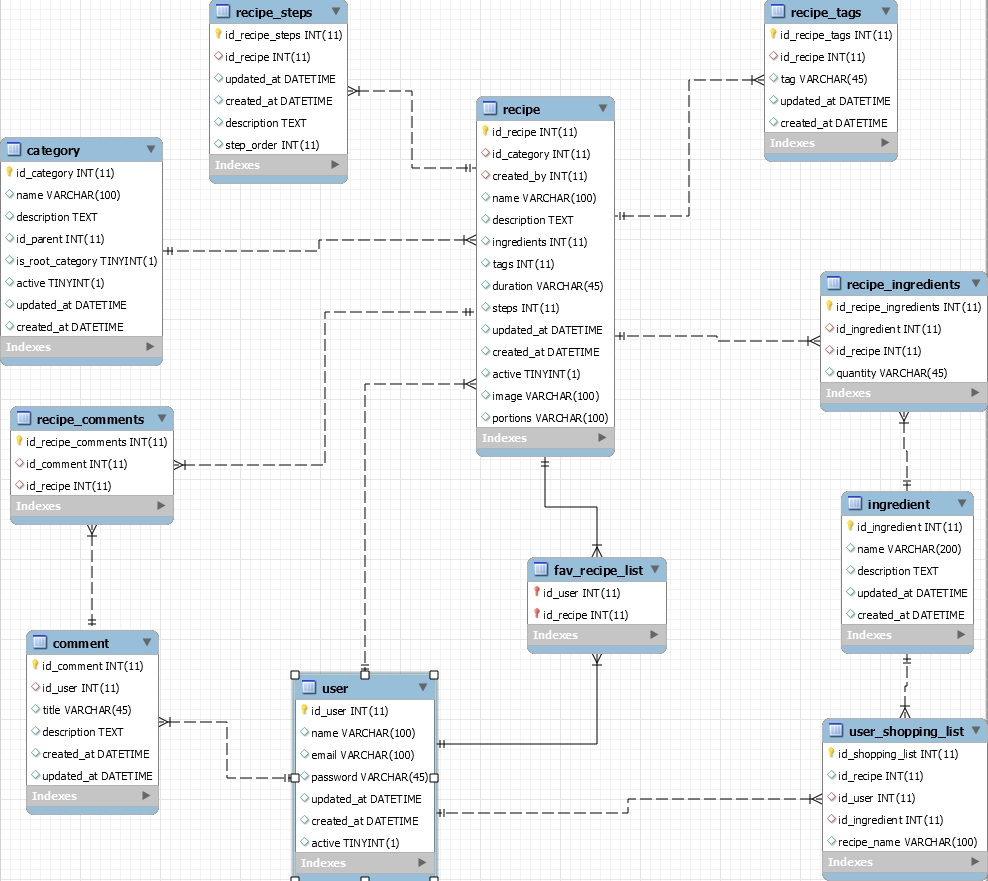 recipe_steps
id_recipe_steps INT(11)
id_recipe INT(11)
updated_at DATETIME
created_at DATETIME
description TEXT
step_order INT(11)
Indexes
recipe_tags
id_recipe_tags INT(11)
id_recipe INT(11)
tag VARCHAR(45)
updated_at DATETIME
created_at DATETIME
Indexes
recipe
id_recipe INT(11)
id_category INT(11)
created_by INT(11)
name VARCHAR(100)
description TEXT
ingredients INT(11)
tags INT(11)
duration VARCHAR(45)
steps INT(11)
updated_at DATETIME
created_at DATETIME
active TINYINT(1)
image VARCHAR(100)
portions VARCHAR(100)
Indexes
category
id_category INT(11)
name VARCHAR(100)
description TEXT
id_parent INT(11)
is_root_category TINYINT(1)
active TINYINT(1)
updated_at DATETIME
created_at DATETIME
Indexes
recipe_ingredients
id_recipe_ingredients INT(11)
id_ingredient INT(11)
id_recipe INT(11)
quantity VARCHAR(45)
Indexes
recipe_comments
id_recipe_comments INT(11)
id_comment INT(11)
id_recipe INT(11)
Indexes
ingredient
id_ingredient INT(11)
name VARCHAR(200)
description TEXT
updated_at DATETIME
created_at DATETIME
Indexes
fav_recipe_list
id_user INT(11)
id_recipe INT(11)
Indexes
comment
id_comment INT(11)
id_user INT(11)
title VARCHAR(45)
description TEXT
created_at DATETIME
updated_at DATETIME
Indexes
user
id_user INT(11)
name VARCHAR(100)
email VARCHAR(100)
password VARCHAR(45)
updated_at DATETIME
created_at DATETIME
active TINYINT(1)
Indexes
user_shopping_list
id_shopping_list INT(11)
id_recipe INT(11)
id_user INT(11)
id_ingredient INT(11)
recipe_name VARCHAR(100)
Indexes